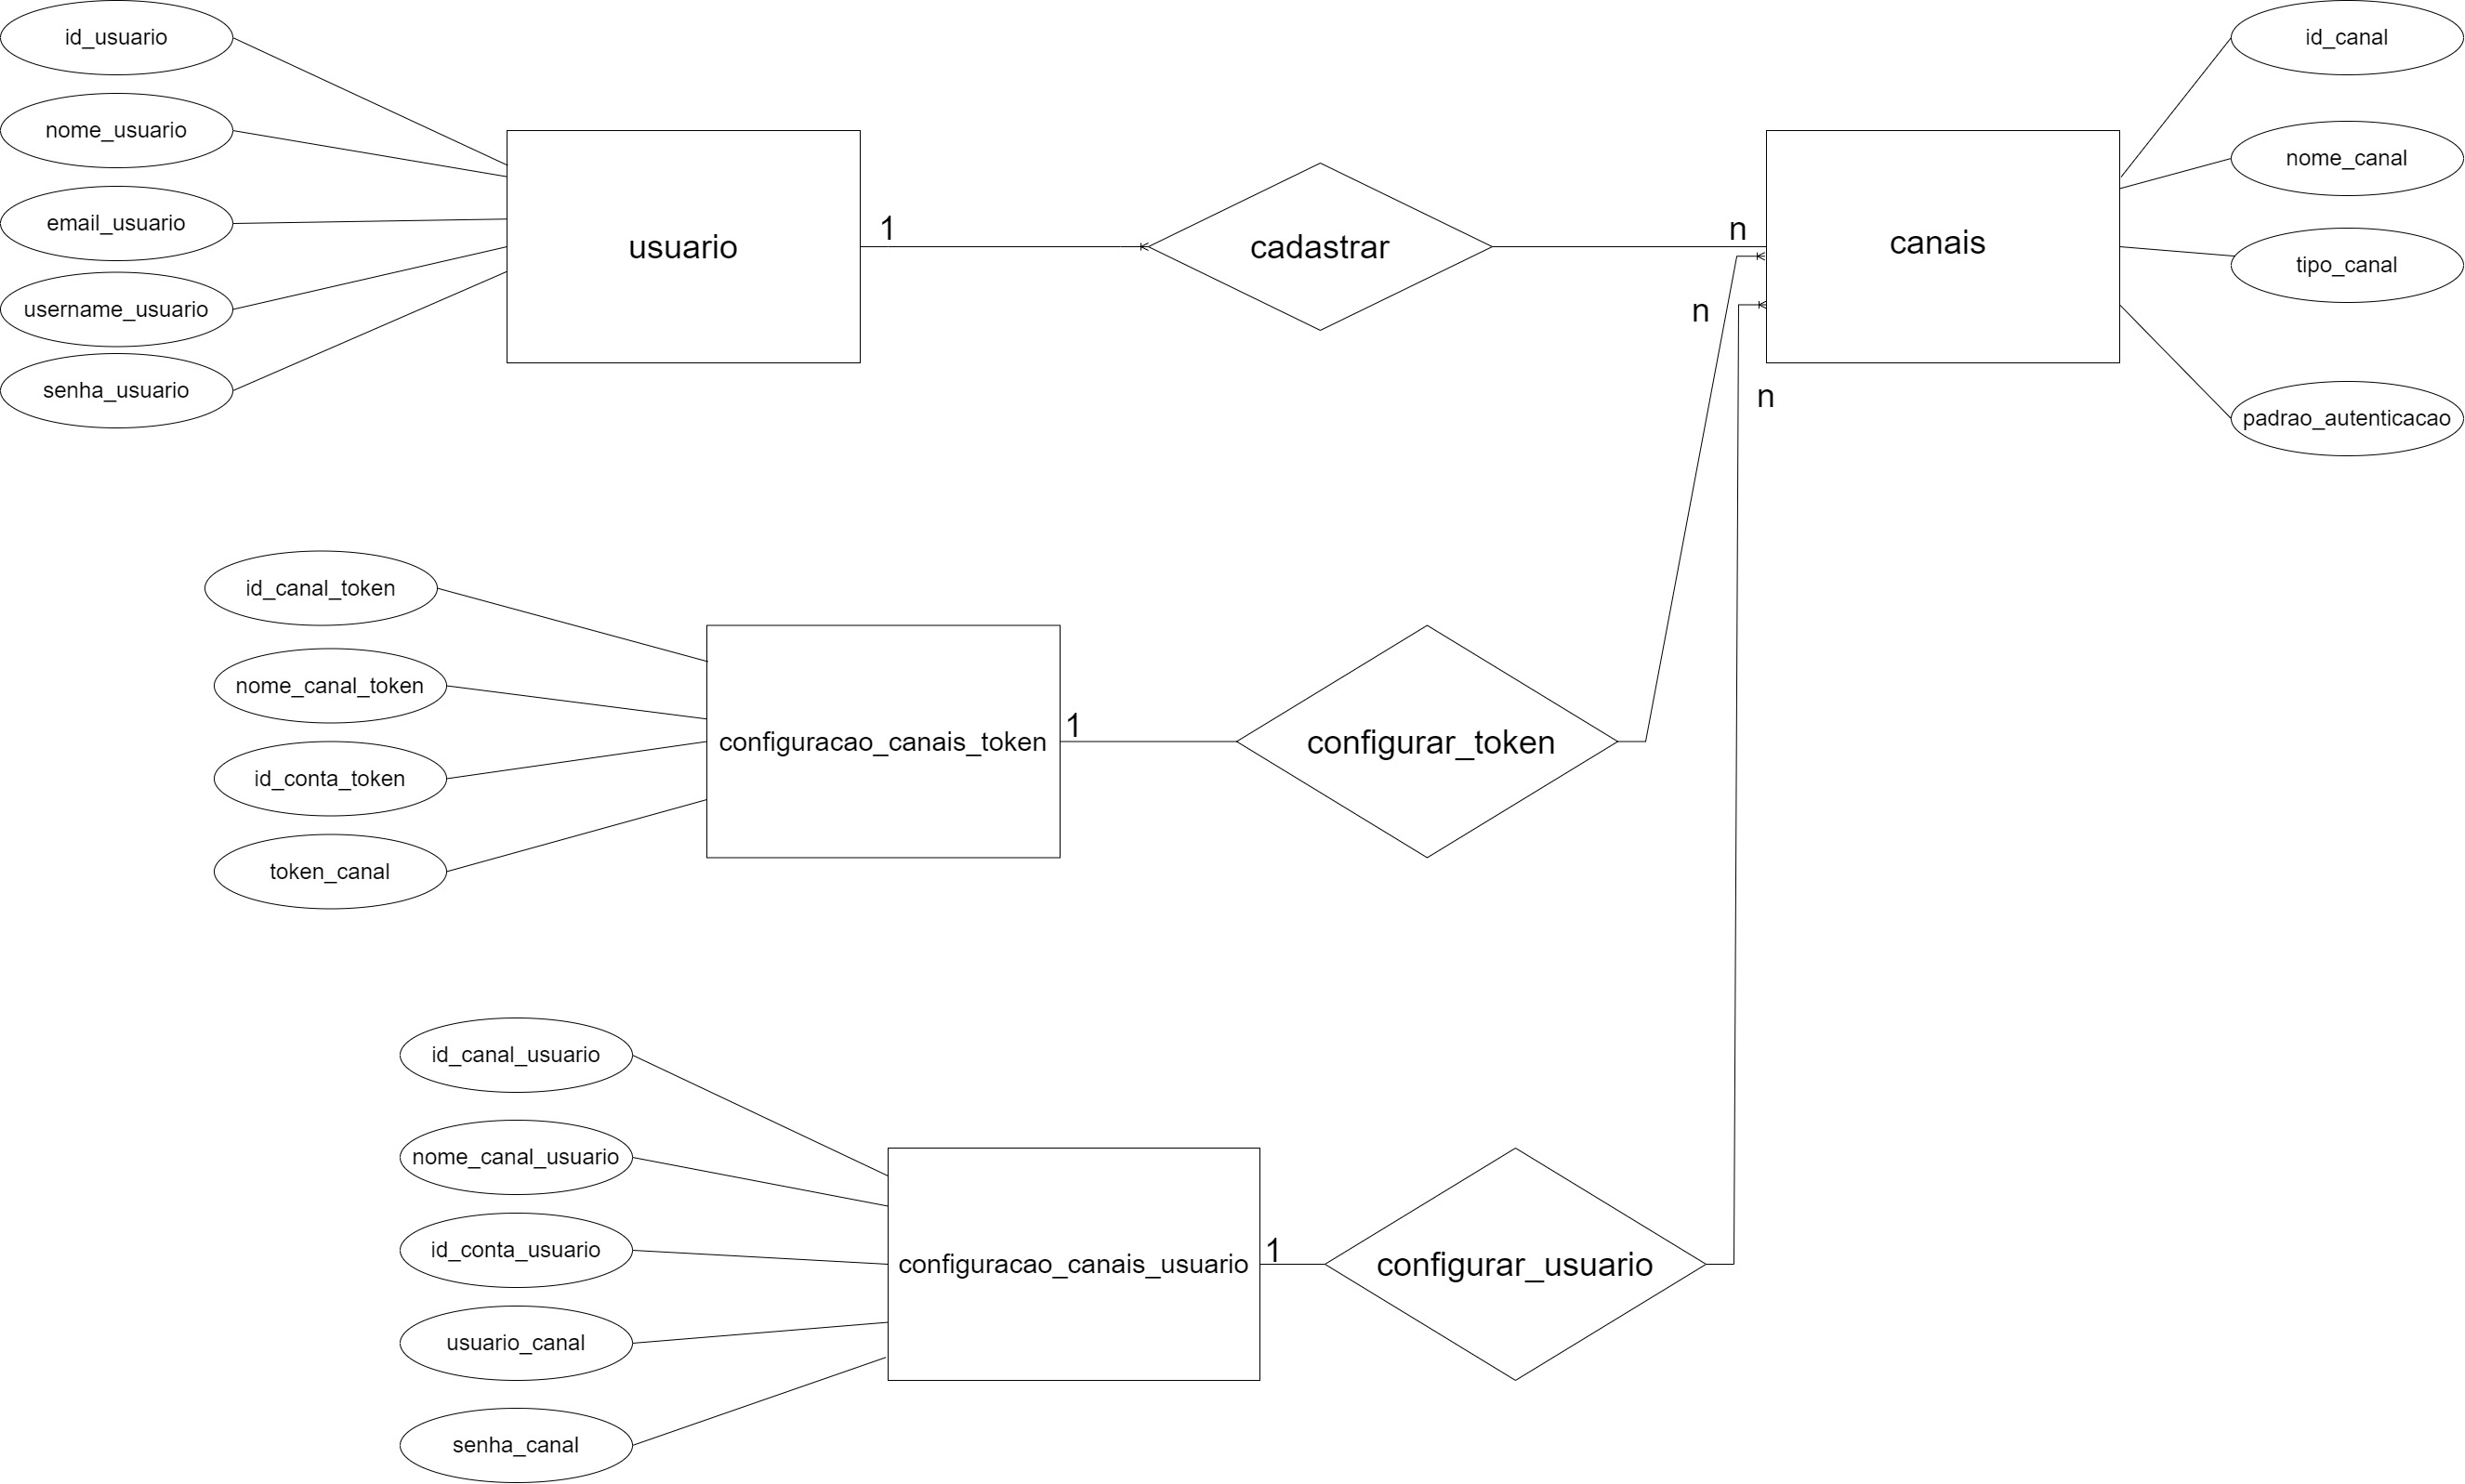 id_usuario
nome_usuario
email_usuario
username_usuario
senha_usuario
usuario
1
cadastrar
n
canais
id_canal
nome_canal
tipo_canal
padrao_autenticacao
n
n
id_canal_token
nome_canal_token
id_conta_token
token_canal
configuracao_canais_token
1
configurar_token
id_canal_usuario
nome_canal_usuario
id_conta_usuario
usuario_canal
senha_canal
configuracao_canais_usuario
1
configurar_usuario